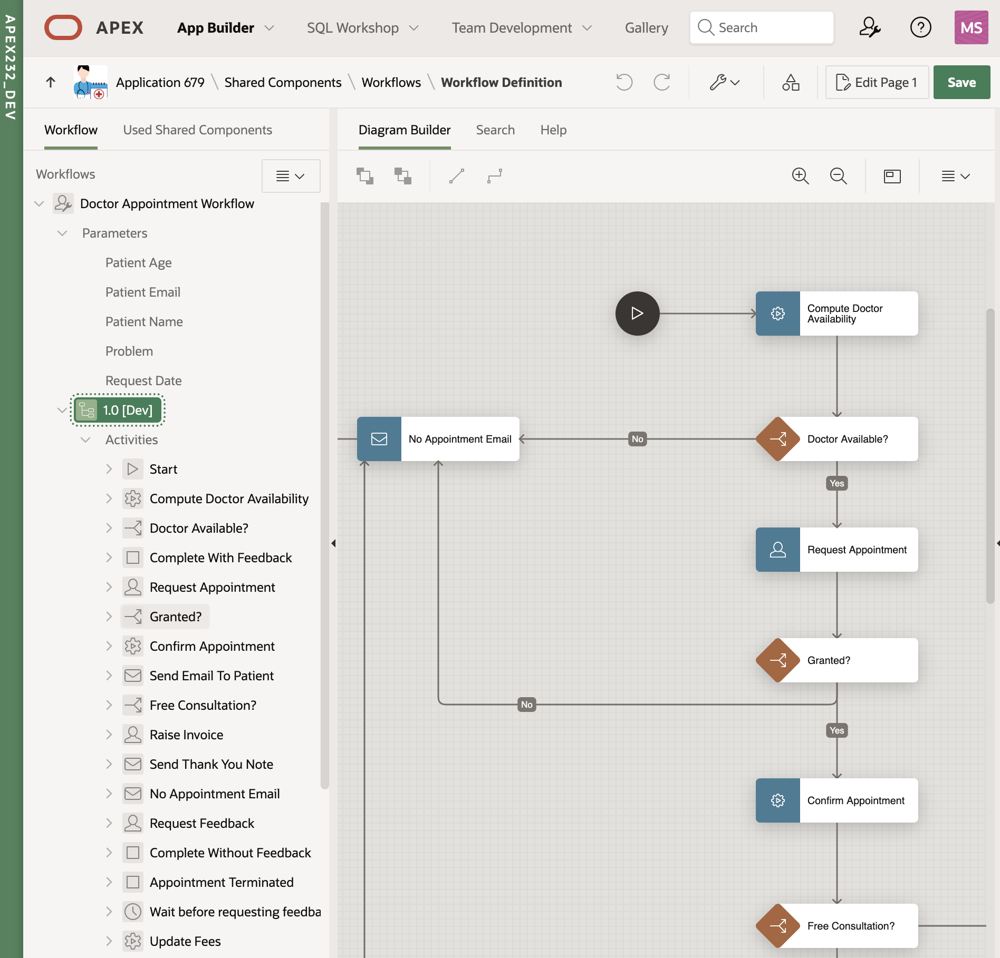 APEX232_DEV
APEX
App Builder
SQL Workshop
Team Development
Gallery
Search
MS
Application 679 \ Shared Components \ Workflows \ Workflow Definition
Edit Page 1
Save
Workflow
Used Shared Components
Workflows
Doctor Appointment Workflow
Parameters
Patient Age
Patient Email
Patient Name
Problem
Request Date
1.0 [Dev]
Activities
Start
Compute Doctor Availability
Doctor Available?
Complete With Feedback
Request Appointment
Granted?
Confirm Appointment
Send Email To Patient
Free Consultation?
Raise Invoice
Send Thank You Note
No Appointment Email
Request Feedback
Complete Without Feedback
Appointment Terminated
Wait before requesting feedba
Update Fees
Diagram Builder
Search
Help
Compute Doctor
Availability
No Appointment Email
No
Doctor Available?
Yes
Request Appointment
Granted?
No
Yes
Confirm Appointment
Free Consultation?